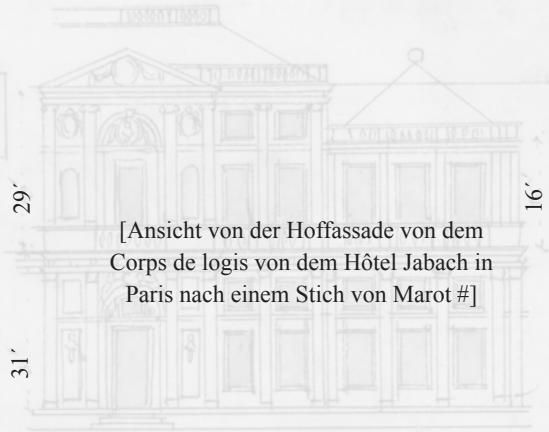 29′
16′
[Ansicht von der Hoffassade von dem
Corps de logis von dem Hôtel Jabach in
Paris nach einem Stich von Marot #]
31′